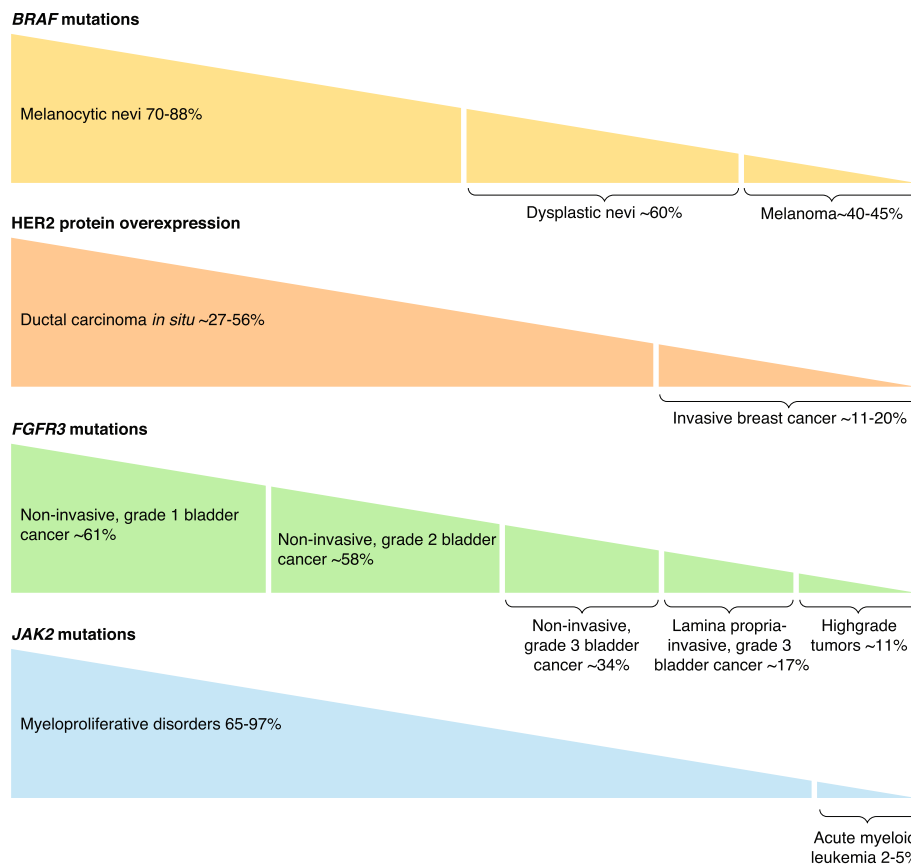 BRAF mutations
Melanocytic nevi 70-88%
Dysplastic nevi ~60%
Melanoma~40-45%
HER2 protein overexpression
Ductal carcinoma in situ ~27-56%
Invasive breast cancer ~11-20%
FGFR3 mutations
Non-invasive, grade 1 bladder
cancer ~61%
Non-invasive, grade 2 bladder
cancer ~58%
Non-invasive,
grade 3 bladder
cancer ~34%
Lamina propria-
invasive, grade 3
bladder cancer ~17%
Highgrade
tumors ~11%
JAK2 mutations
Myeloproliferative disorders 65-97%
Acute myeloid
leukemia 2-5%